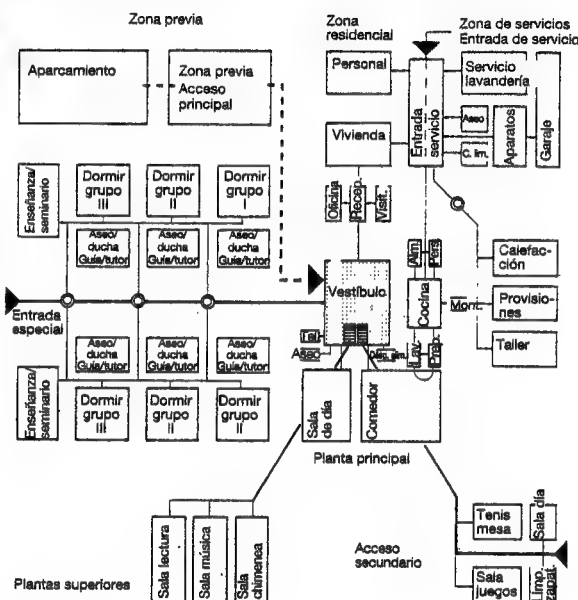 Zona previa
Zona
residencial
Zona de servicios
Entrada de servicio
Aparcamiento
Zona previa
Acceso
principal
Personal
Vivienda
Entrada
servicio
Servicio
lavandería
Aseo
C. lim.
Aparatos
Garaje
Enseñanza/
seminario
Dormir
grupo
III
Dormir
grupo
II
Dormir
grupo
I
Aseo/
ducha
Guía/tutor
Aseo/
ducha
Guía/tutor
Aseo/
ducha
Guía/tutor
Oficina
Recep.
Visit.
Alm.
Pers.
Calefac-
ción
Vestíbulo
Cocina
Mon.
Provisio-
nes
Entrada
especial
Tel.
Aseo
Lav.
Prep.
Taller
Aseo/
ducha
Guía/tutor
Aseo/
ducha
Guía/tutor
Aseo/
ducha
Guía/tutor
Enseñanza/
seminario
Dormir
grupo
III
Dormir
grupo
II
Dormir
grupo
II
Sala
de día
Comedor
Planta principal
Plantas superiores
Sala lectura
Sala música
Sala
chimenea
Acceso
secundario
Tenis
mesa
Sala día
Sala
juegos
Limp.
zapat.